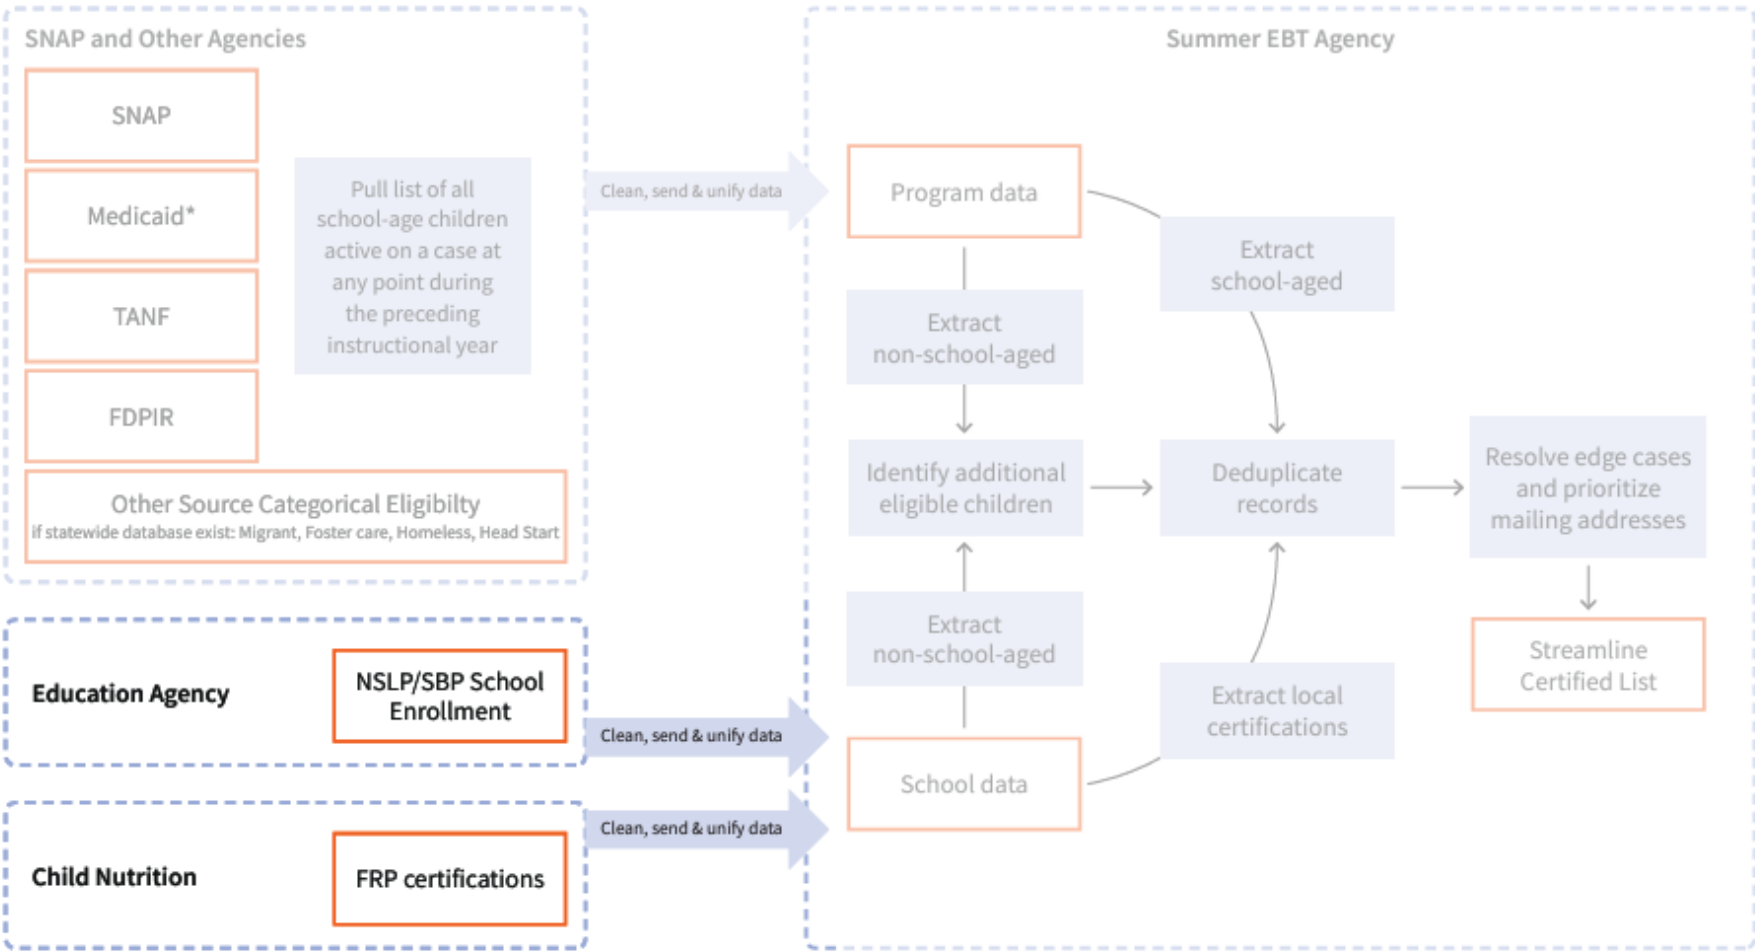 SNAP and Other Agencies
SNAP
Medicaid*
TANF
FDPIR
Pull list of all
school-age children
active on a case at
any point during
the preceding
instructional year
Other Source Categorical Eligibilty
if statewide database exist: Migrant, Foster care, Homeless, Head Start
Clean, send & unify data
Education Agency
NSLP/SBP School
Enrollment
Clean, send & unify data
Child Nutrition
FRP certifications
Clean, send & unify data
Summer EBT Agency
Program data
Extract
school-aged
Extract
non-school-aged
Identify additional
eligible children
Deduplicate
records
Resolve edge cases
and prioritize
mailing addresses
Extract
non-school-aged
Extract local
certifications
School data
Streamline
Certified List